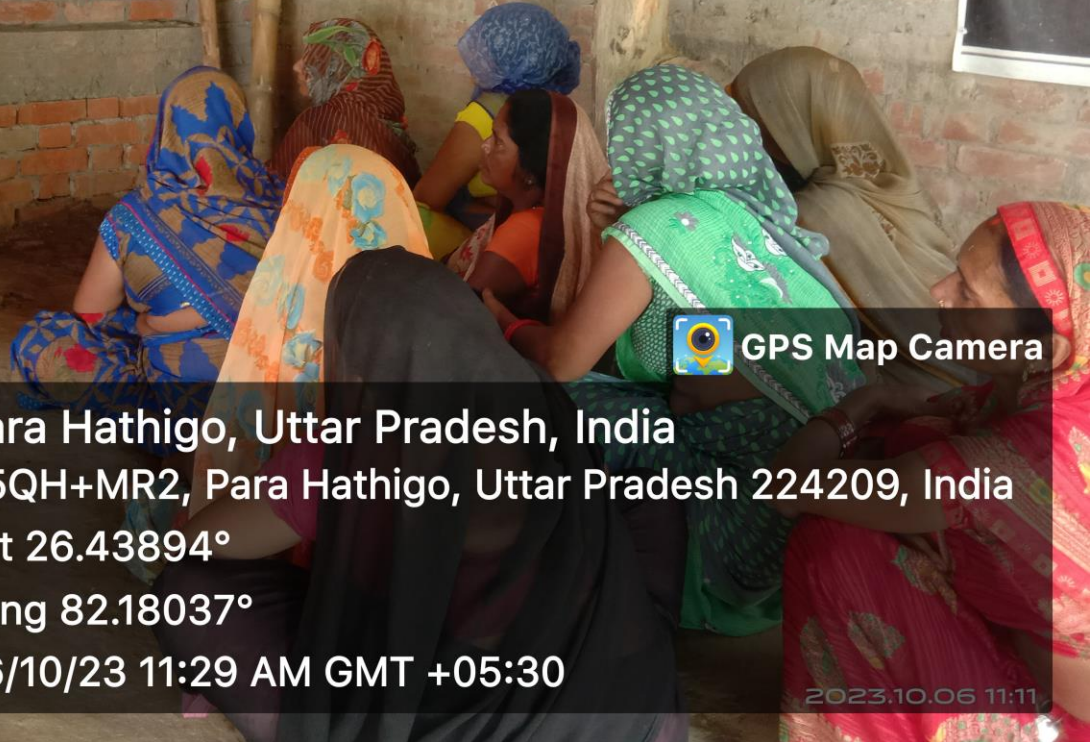 GPS Map Camera
ara Hathigo, Uttar Pradesh, India
5QH+MR2, Para Hathigo, Uttar Pradesh 224209, India
t 26.43894°
ng 82.18037°
6/10/23 11:29 AM GMT +05:30
2023.10.06 11:11